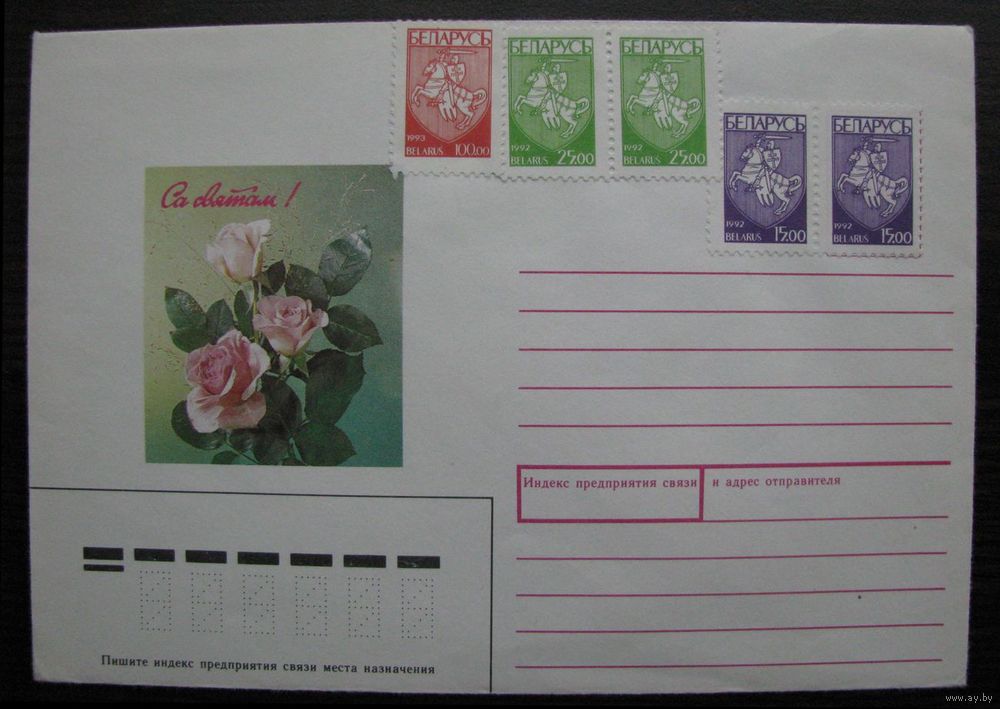 БЕЛАРУСЬ
1993
BELARUS 100.00
БЕЛАРУСЬ
1992
BELARUS 25.00
БЕЛАРУСЬ
1992
BELARUS 25.00
БЕЛАРУСЬ
1992
BELARUS 15.00
БЕЛАРУСЬ
1992
BELARUS 15.00
Са святам!
Индекс предприятия связи и адрес отправителя
Пишите индекс предприятия связи места назначения
www.ay.by